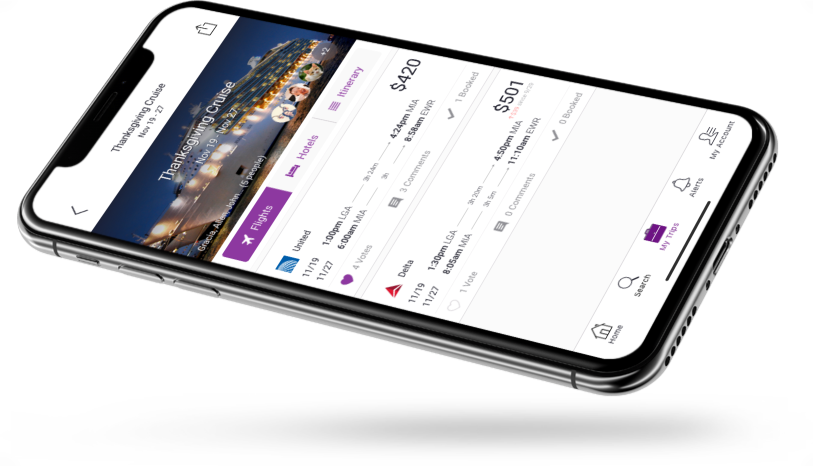 Thanksgiving Cruise
Nov 19 - 27
Thanksgiving Cruise
Nov 19 - Nov 27
Gracia, Allen, John... (5 people)
+2
Flights
Hotels
Itinerary
United
$420
11/19 1:00pm LGA 3h 24m 4:24pm MIA
11/27 6:00am MIA 3h 8:58am EWR
4 Votes
3 Comments
1 Booked
Delta
$501
11/19 1:30pm LGA 3h 20m 4:50pm MIA
11/27 8:05am MIA 3h 5m 11:10am EWR
1 Vote
0 Comments
0 Booked
Home
Search
My Trips
Alerts
My Account